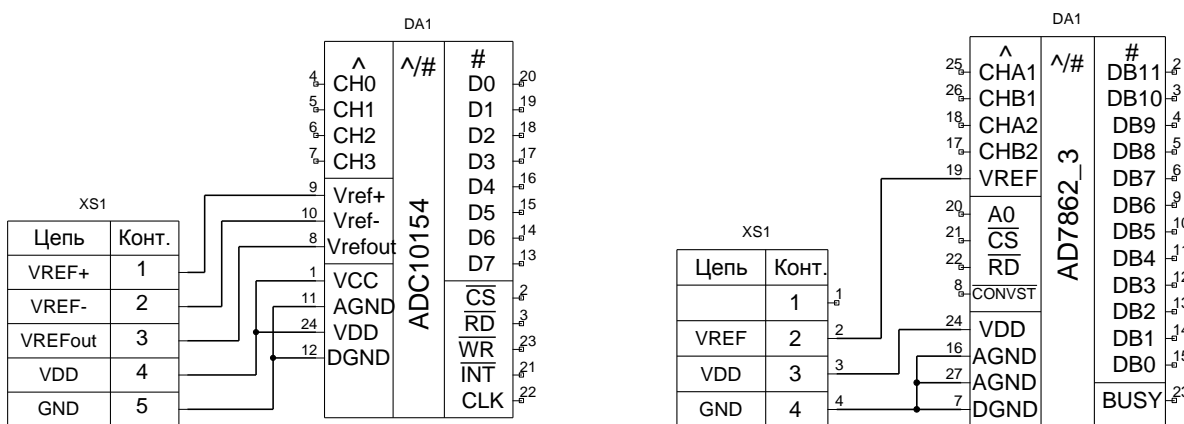 DA1
^ ^/# #
4 CH0 D0 20
5 CH1 D1 19
6 CH2 D2 18
7 CH3 D3 17
D4 16
9 Vref+ D5 15
10 Vref- D6 14
8 Vrefout D7 13
1 VCC CS 2
11 AGND RD 3
24 VDD WR 23
12 DGND INT 21
CLK 22
ADC10154
XS1
Цепь Конт.
VREF+ 1
VREF- 2
VREFout 3
VDD 4
GND 5
DA1
^ ^/# #
25 CHA1 DB11 2
26 CHB1 DB10 3
18 CHA2 DB9 4
17 CHB2 DB8 5
19 VREF DB7 6
DB6 9
20 A0 DB5 10
21 CS DB4 11
22 RD DB3 12
8 CONVST DB2 13
24 VDD DB1 14
16 AGND DB0 15
27 AGND
7 DGND BUSY 23
AD7862_3
XS1
Цепь Конт.
1 1
VREF 2 2
VDD 3 3
GND 4 4